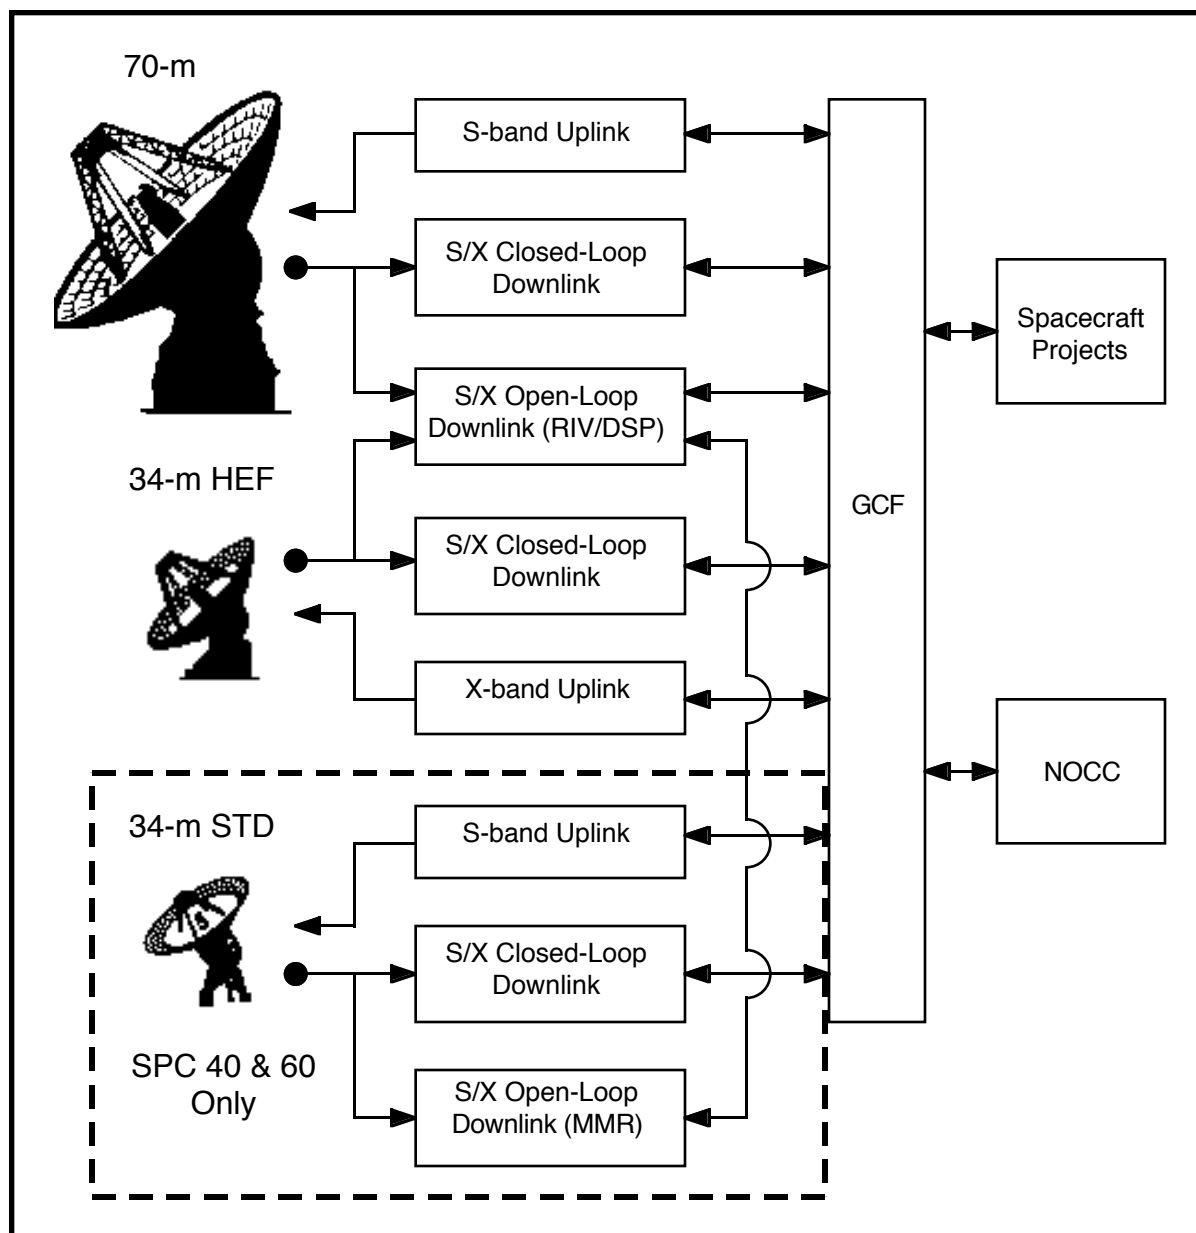 70-m
S-band Uplink
S/X Closed-Loop
Downlink
S/X Open-Loop
Downlink (RIV/DSP)
34-m HEF
S/X Closed-Loop
Downlink
X-band Uplink
34-m STD
S-band Uplink
S/X Closed-Loop
Downlink
SPC 40 & 60
Only
S/X Open-Loop
Downlink (MMR)
GCF
Spacecraft
Projects
NOCC